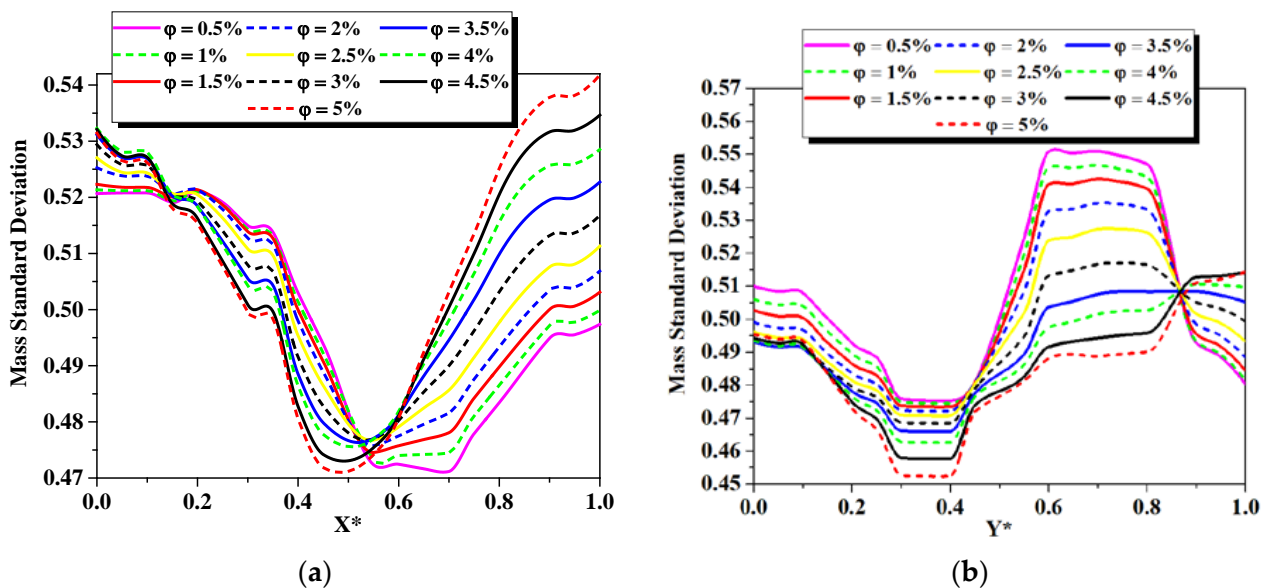 φ = 0.5% φ = 2% φ = 3.5%
φ = 1% φ = 2.5% φ = 4%
φ = 1.5% φ = 3% φ = 4.5%
φ = 5%
0.54
0.53
0.52
0.51
0.50
0.49
0.48
0.47
Mass Standard Deviation
0.0 0.2 0.4 0.6 0.8 1.0
X*
(a)
φ = 0.5% φ = 2% φ = 3.5%
φ = 1% φ = 2.5% φ = 4%
φ = 1.5% φ = 3% φ = 4.5%
φ = 5%
0.57
0.56
0.55
0.54
0.53
0.52
0.51
0.50
0.49
0.48
0.47
0.46
0.45
Mass Standard Deviation
0.0 0.2 0.4 0.6 0.8 1.0
Y*
(b)